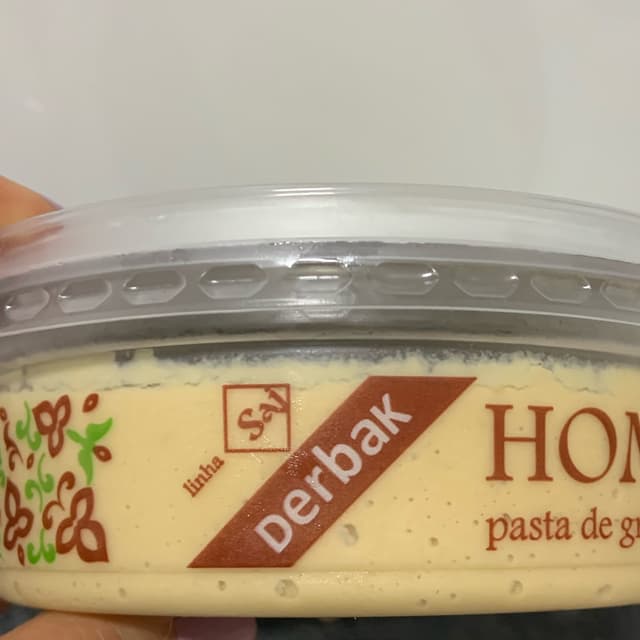 linha
Sal
Derbak
HOM
pasta de gr